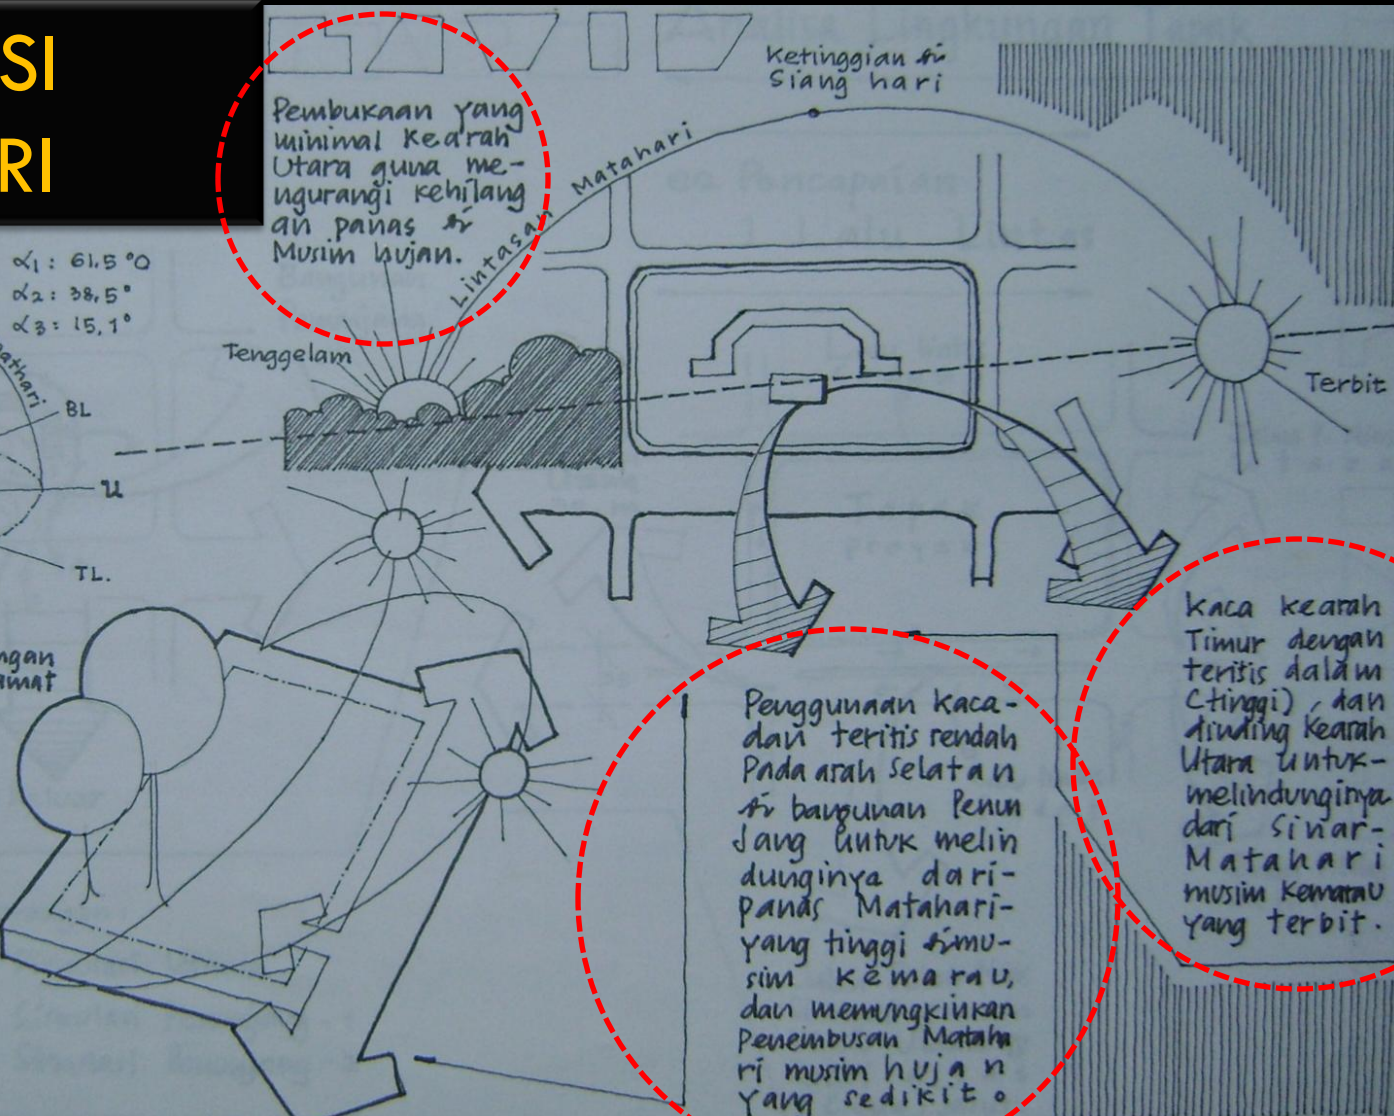 SI
RI
Pembukaan yang
minimal Kearah
Utara guna me-
ngurangi kehilang
an panas di
Musim hujan.
Ketinggian di
Siang hari
Lintasan Matahari
α1 : 61,5°
α2 : 38,5°
α3 : 15,1°
Tenggelam
Terbit
BL
U
TL.
ngan
amat
Penggunaan Kaca-
dan teritis rendah
Pada arah Selatan
di bangunan Penun
Jang untuk melin
dunginya dari-
panas Matahari-
yang tinggi dimu-
sim kemarau,
dan memungkinkan
Penembusan Mataha
ri musim hujan
yang sedikit.
Kaca kearah
Timur dengan
teritis dalam
(tinggi) dan
dinding Kearah
Utara untuk-
melindunginya
dari Sinar-
Matahari
musim Kemarau
yang terbit.